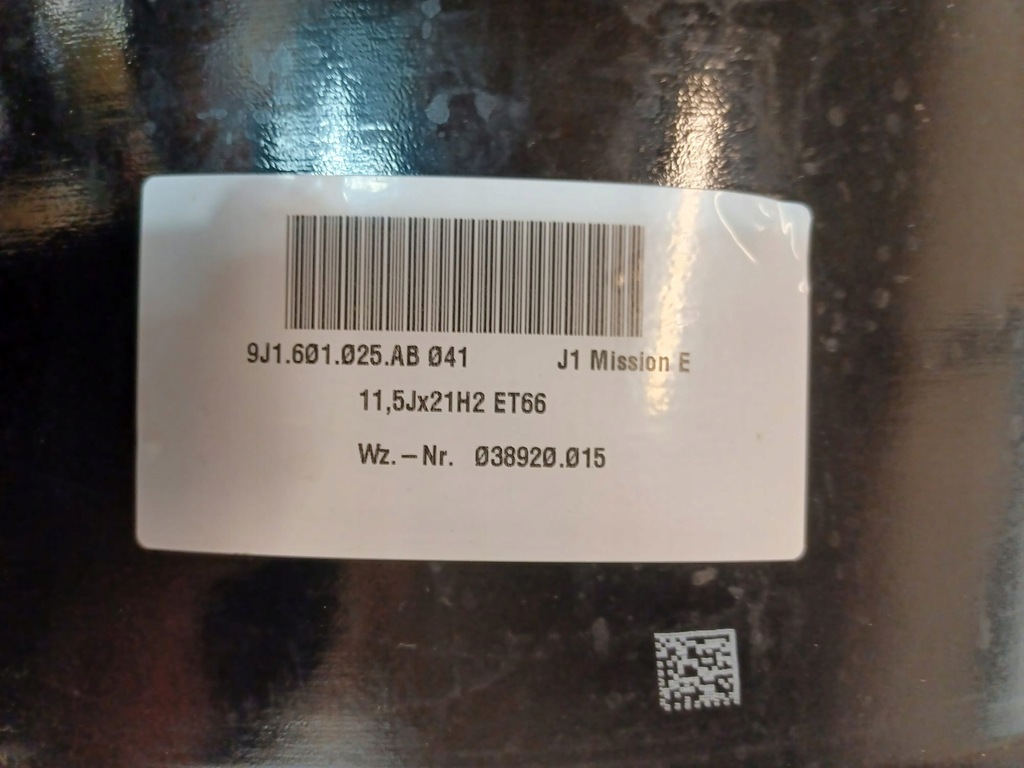 9J1.6Ø1.Ø25.AB Ø41 J1 Mission E
11,5Jx21H2 ET66
Wz.–Nr. Ø3892Ø.Ø15